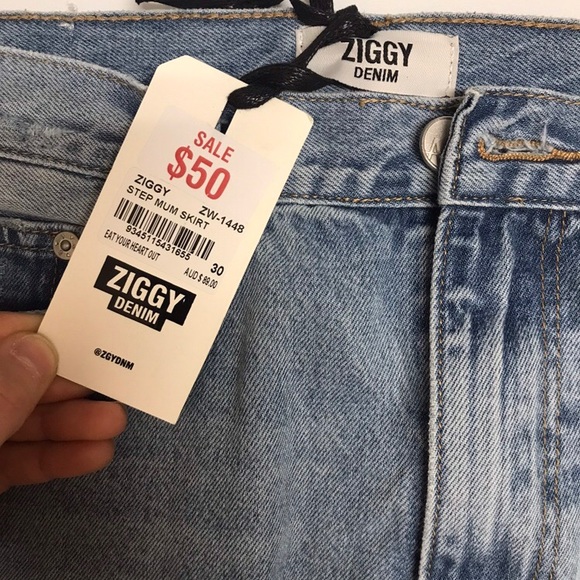 ZIGGY
DENIM
SALE
$50
ZIGGY ZW-1448
STEP MUM SKIRT
9345115431655
30
EAT YOUR HEART OUT
AUD $ 89.00
ZIGGY
DENIM
@ZGYDNM